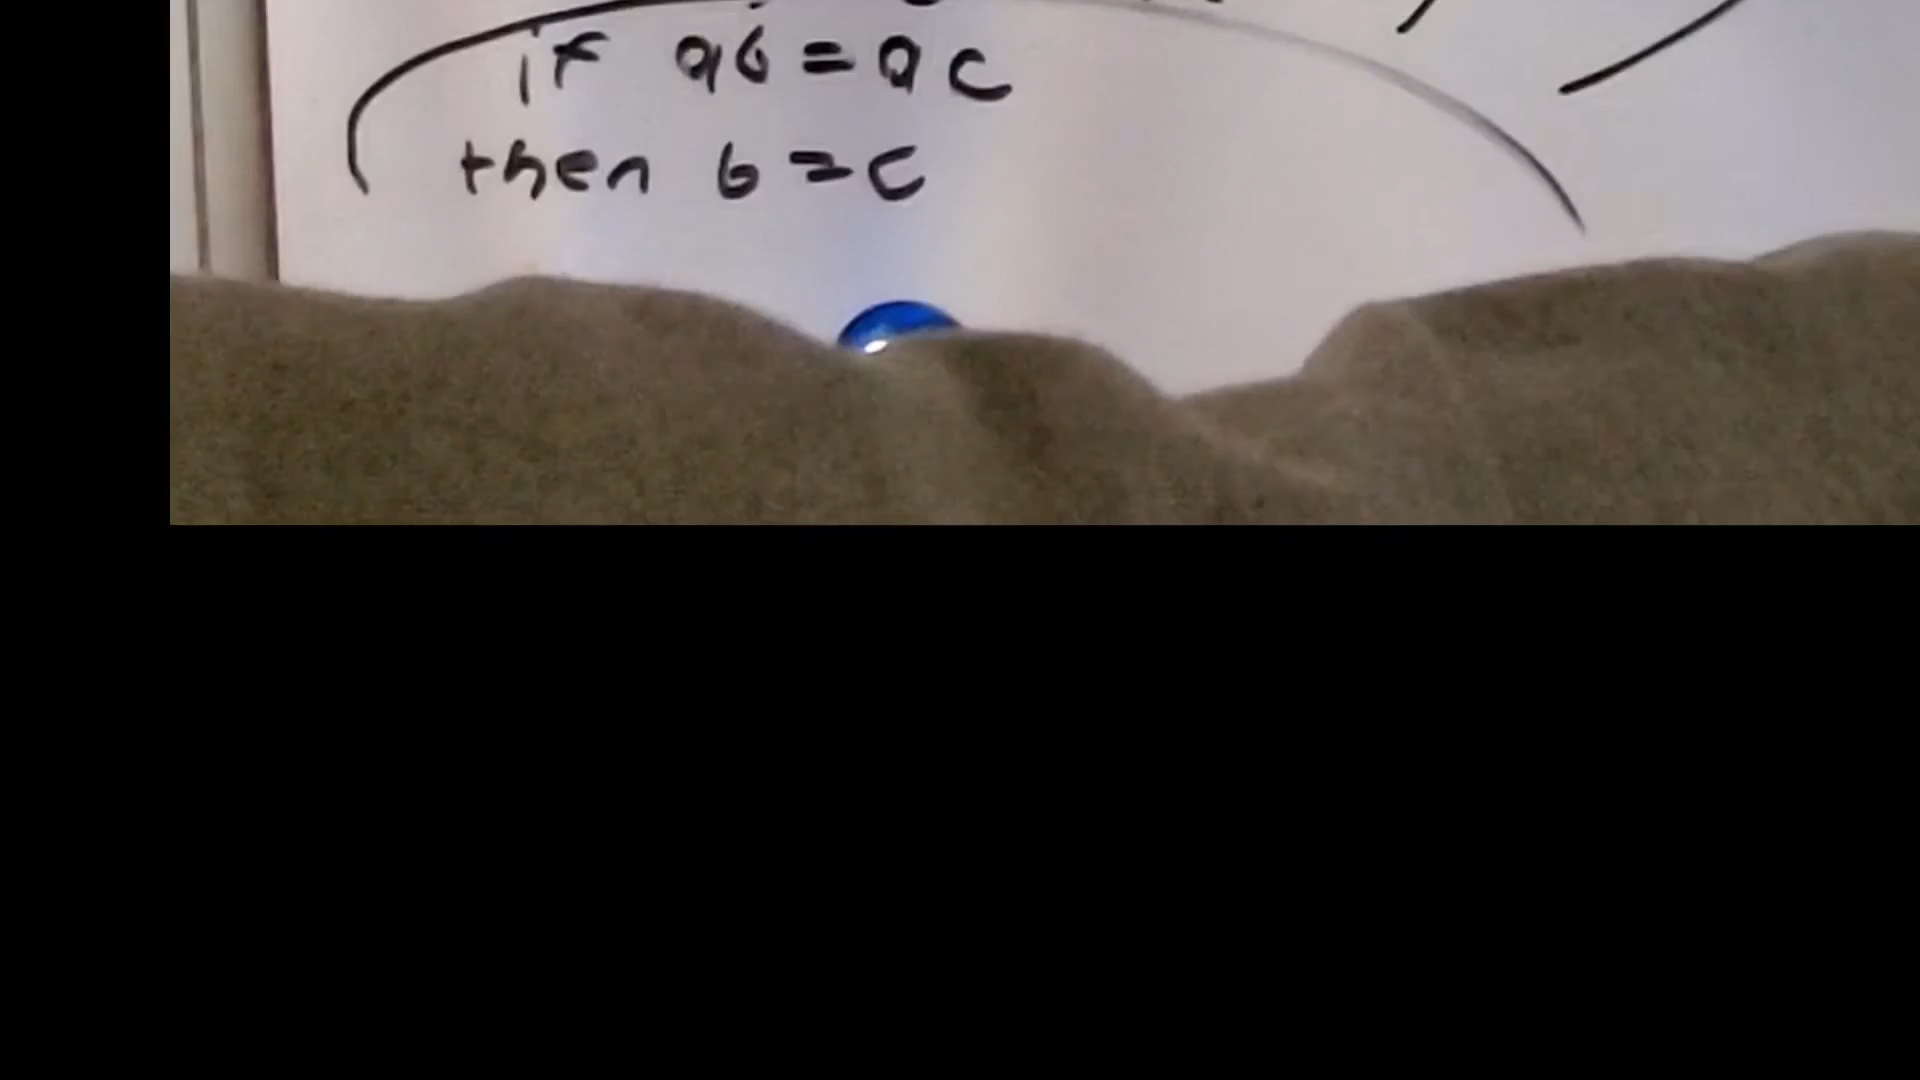 if ab = ac
then b = c